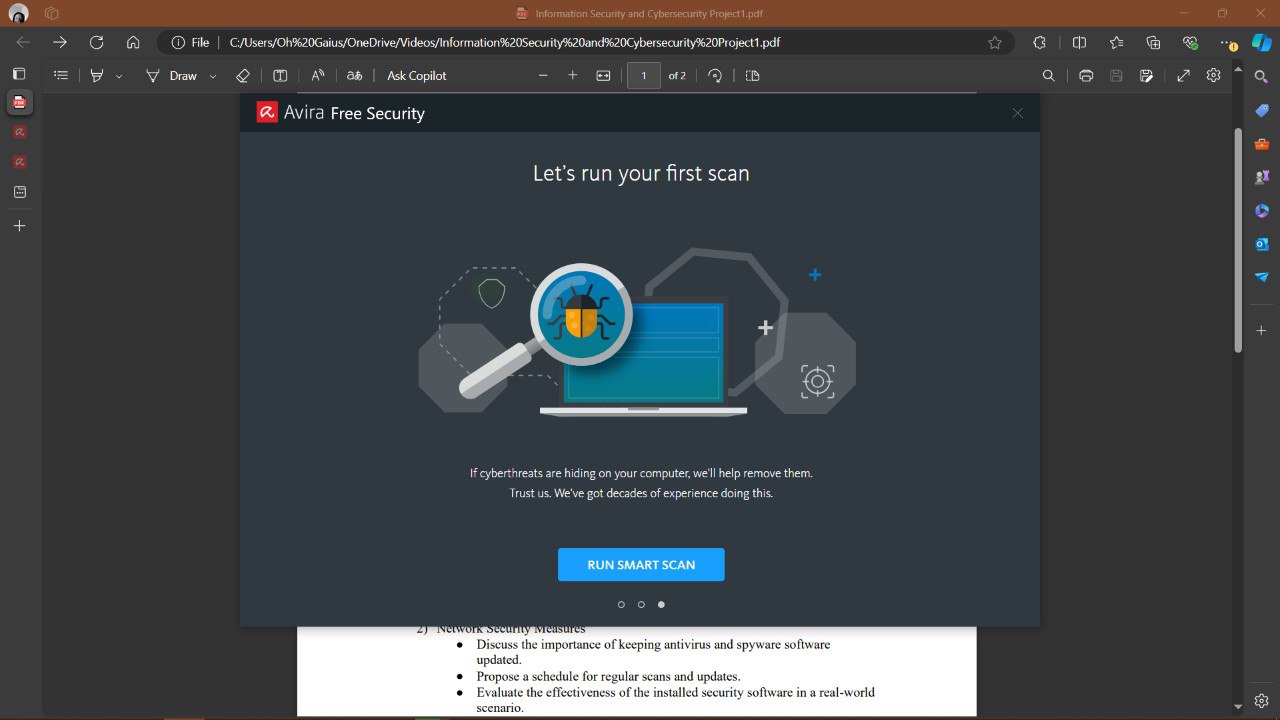 Information Security and Cybersecurity Project1.pdf
File
C:/Users/Oh%20Gaius/OneDrive/Videos/Information%20Security%20and%20Cybersecurity%20Project1.pdf
Draw
aあ
Ask Copilot
1
of 2
Avira Free Security
Let's run your first scan
If cyberthreats are hiding on your computer, we'll help remove them.
Trust us. We've got decades of experience doing this.
RUN SMART SCAN
2) Network Security Measures
● Discuss the importance of keeping antivirus and spyware software
updated.
● Propose a schedule for regular scans and updates.
● Evaluate the effectiveness of the installed security software in a real-world
scenario.